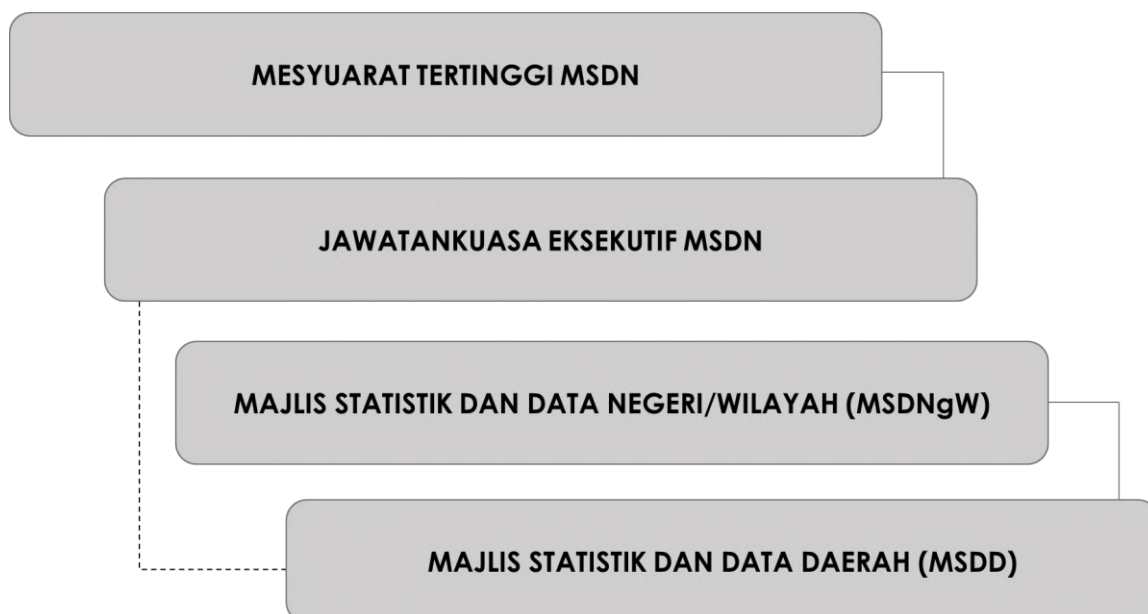 MESYUARAT TERTINGGI MSDN
JAWATANKUASA EKSEKUTIF MSDN
MAJLIS STATISTIK DAN DATA NEGERI/WILAYAH (MSDNgW)
MAJLIS STATISTIK DAN DATA DAERAH (MSDD)